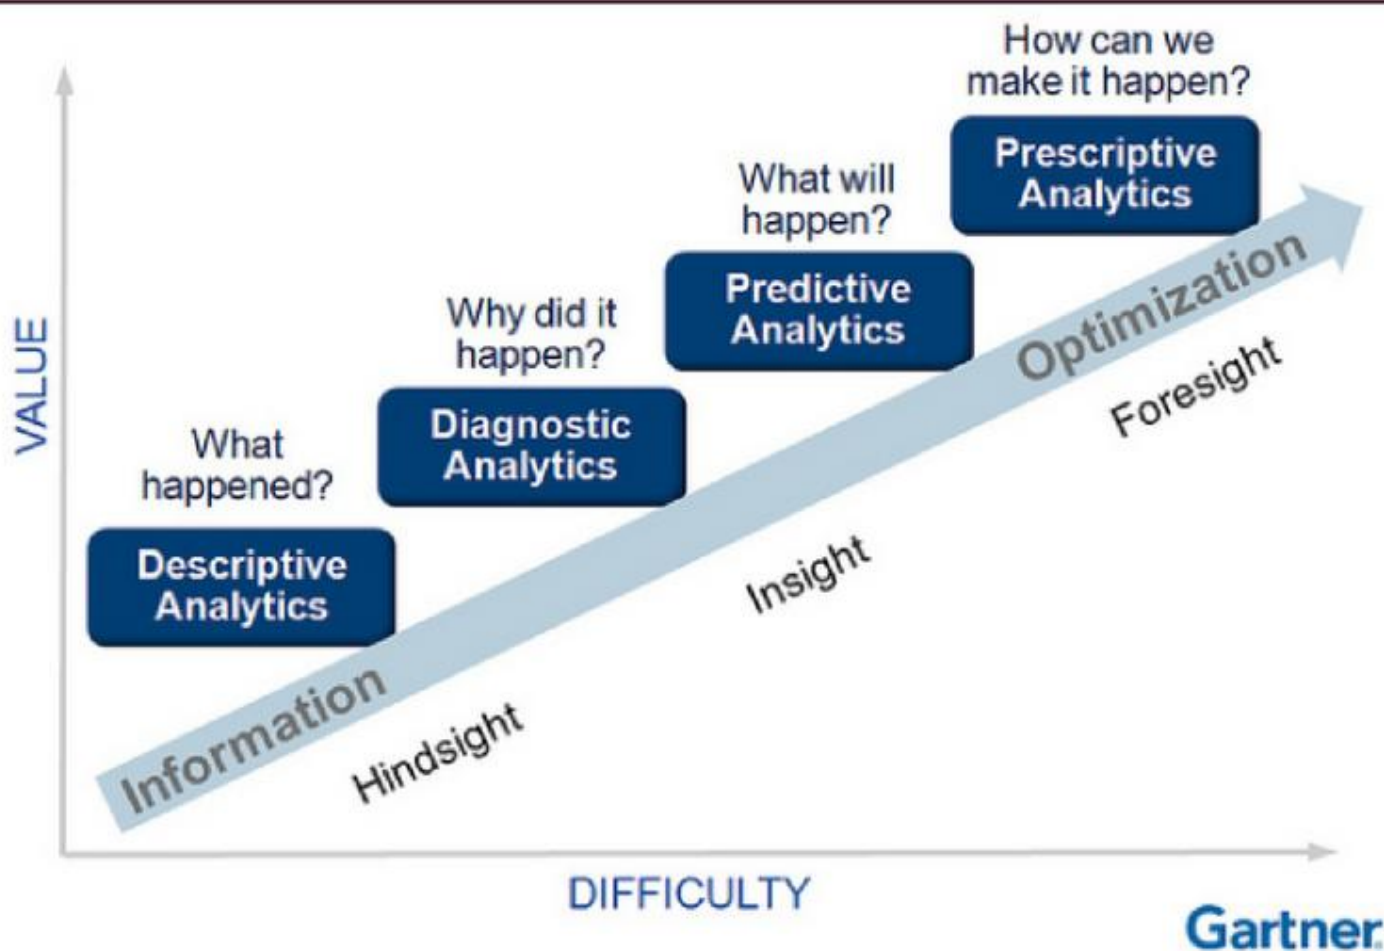 How can we
make it happen?
Prescriptive
Analytics
What will
happen?
Predictive
Analytics
Why did it
happen?
Diagnostic
Analytics
What
happened?
Descriptive
Analytics
VALUE
Information
Optimization
Hindsight
Insight
Foresight
DIFFICULTY
Gartner